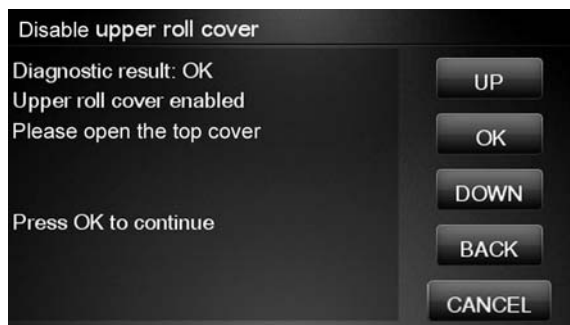 Disable upper roll cover
Diagnostic result: OK
Upper roll cover enabled
Please open the top cover
Press OK to continue
UP
OK
DOWN
BACK
CANCEL